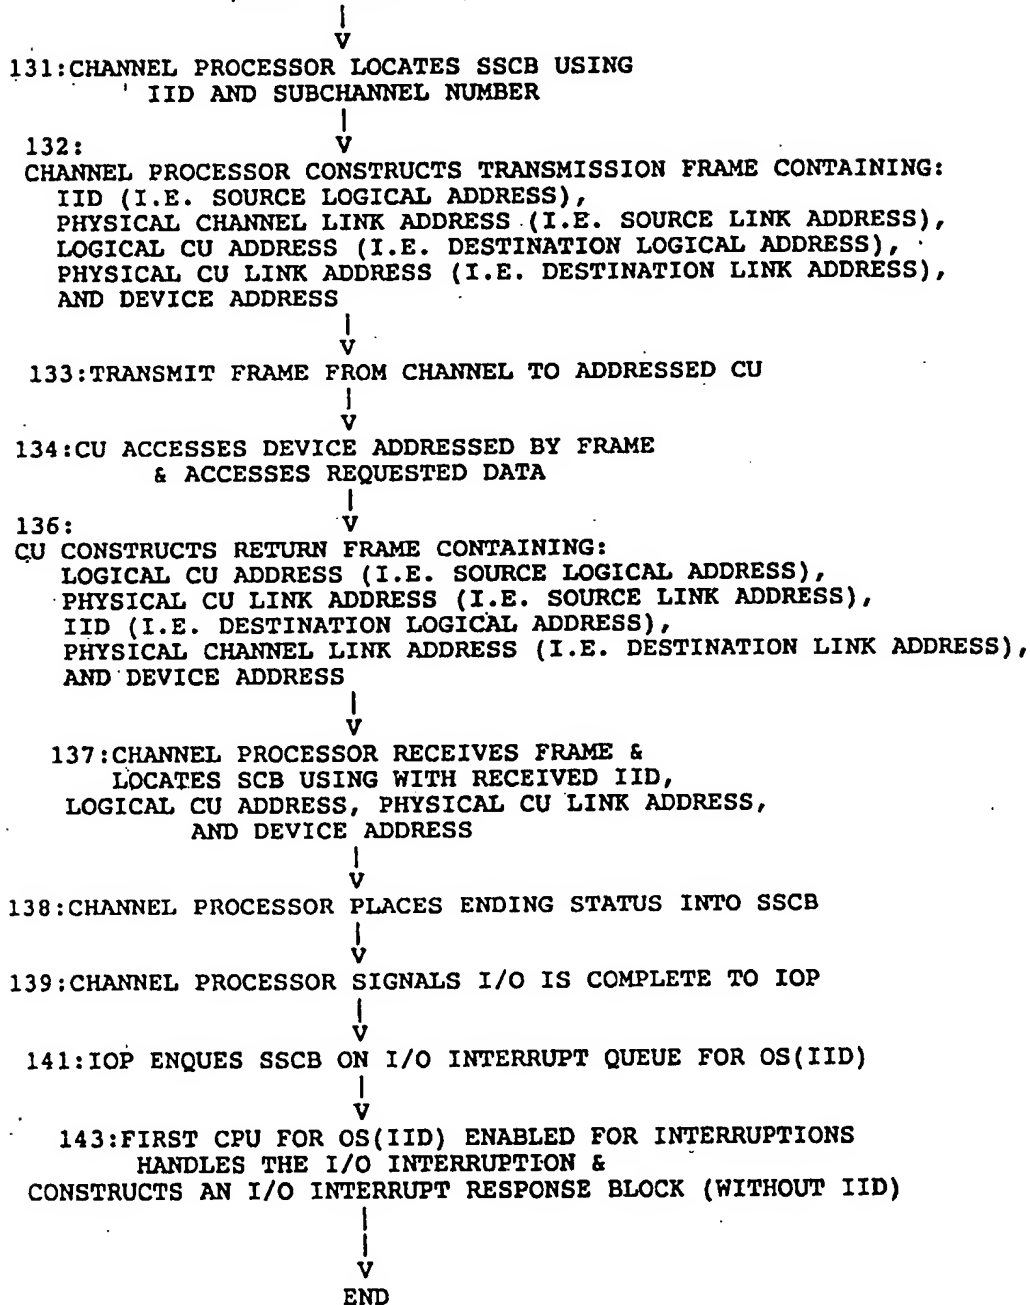 131:CHANNEL PROCESSOR LOCATES SSCB USING
IID AND SUBCHANNEL NUMBER
132:
CHANNEL PROCESSOR CONSTRUCTS TRANSMISSION FRAME CONTAINING:
IID (I.E. SOURCE LOGICAL ADDRESS),
PHYSICAL CHANNEL LINK ADDRESS (I.E. SOURCE LINK ADDRESS),
LOGICAL CU ADDRESS (I.E. DESTINATION LOGICAL ADDRESS),
PHYSICAL CU LINK ADDRESS (I.E. DESTINATION LINK ADDRESS),
AND DEVICE ADDRESS
133:TRANSMIT FRAME FROM CHANNEL TO ADDRESSED CU
134:CU ACCESSES DEVICE ADDRESSED BY FRAME
& ACCESSES REQUESTED DATA
136:
CU CONSTRUCTS RETURN FRAME CONTAINING:
LOGICAL CU ADDRESS (I.E. SOURCE LOGICAL ADDRESS),
PHYSICAL CU LINK ADDRESS (I.E. SOURCE LINK ADDRESS),
IID (I.E. DESTINATION LOGICAL ADDRESS),
PHYSICAL CHANNEL LINK ADDRESS (I.E. DESTINATION LINK ADDRESS),
AND DEVICE ADDRESS
137:CHANNEL PROCESSOR RECEIVES FRAME &
LOCATES SCB USING WITH RECEIVED IID,
LOGICAL CU ADDRESS, PHYSICAL CU LINK ADDRESS,
AND DEVICE ADDRESS
138:CHANNEL PROCESSOR PLACES ENDING STATUS INTO SSCB
139:CHANNEL PROCESSOR SIGNALS I/O IS COMPLETE TO IOP
141:IOP ENQUES SSCB ON I/O INTERRUPT QUEUE FOR OS(IID)
143:FIRST CPU FOR OS(IID) ENABLED FOR INTERRUPTIONS
HANDLES THE I/O INTERRUPTION &
CONSTRUCTS AN I/O INTERRUPT RESPONSE BLOCK (WITHOUT IID)
END